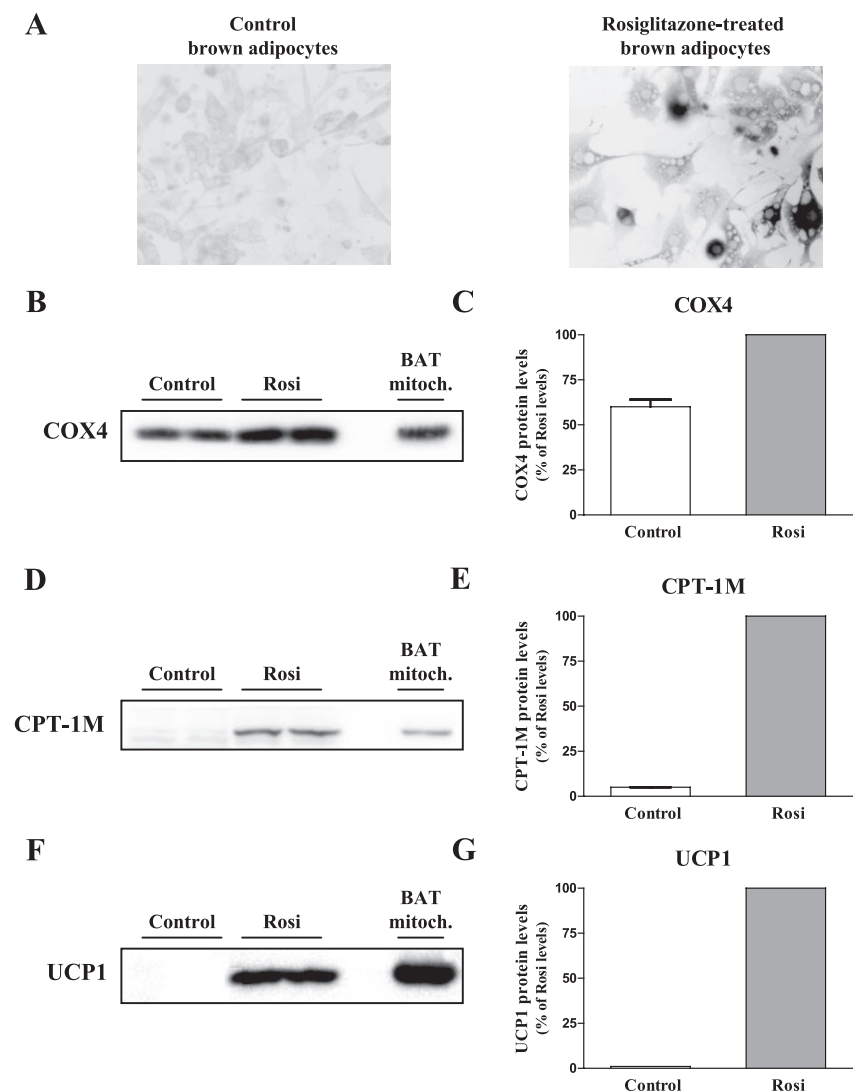 A
Control
brown adipocytes
Rosiglitazone-treated
brown adipocytes
B
Control
Rosi
BAT
mitoch.
COX4
C
COX4
COX4 protein levels
(% of Rosi levels)
100
75
50
25
0
Control
Rosi
D
Control
Rosi
BAT
mitoch.
CPT-1M
E
CPT-1M
CPT-1M protein levels
(% of Rosi levels)
100
75
50
25
0
Control
Rosi
F
Control
Rosi
BAT
mitoch.
UCP1
G
UCP1
UCP1 protein levels
(% of Rosi levels)
100
75
50
25
0
Control
Rosi